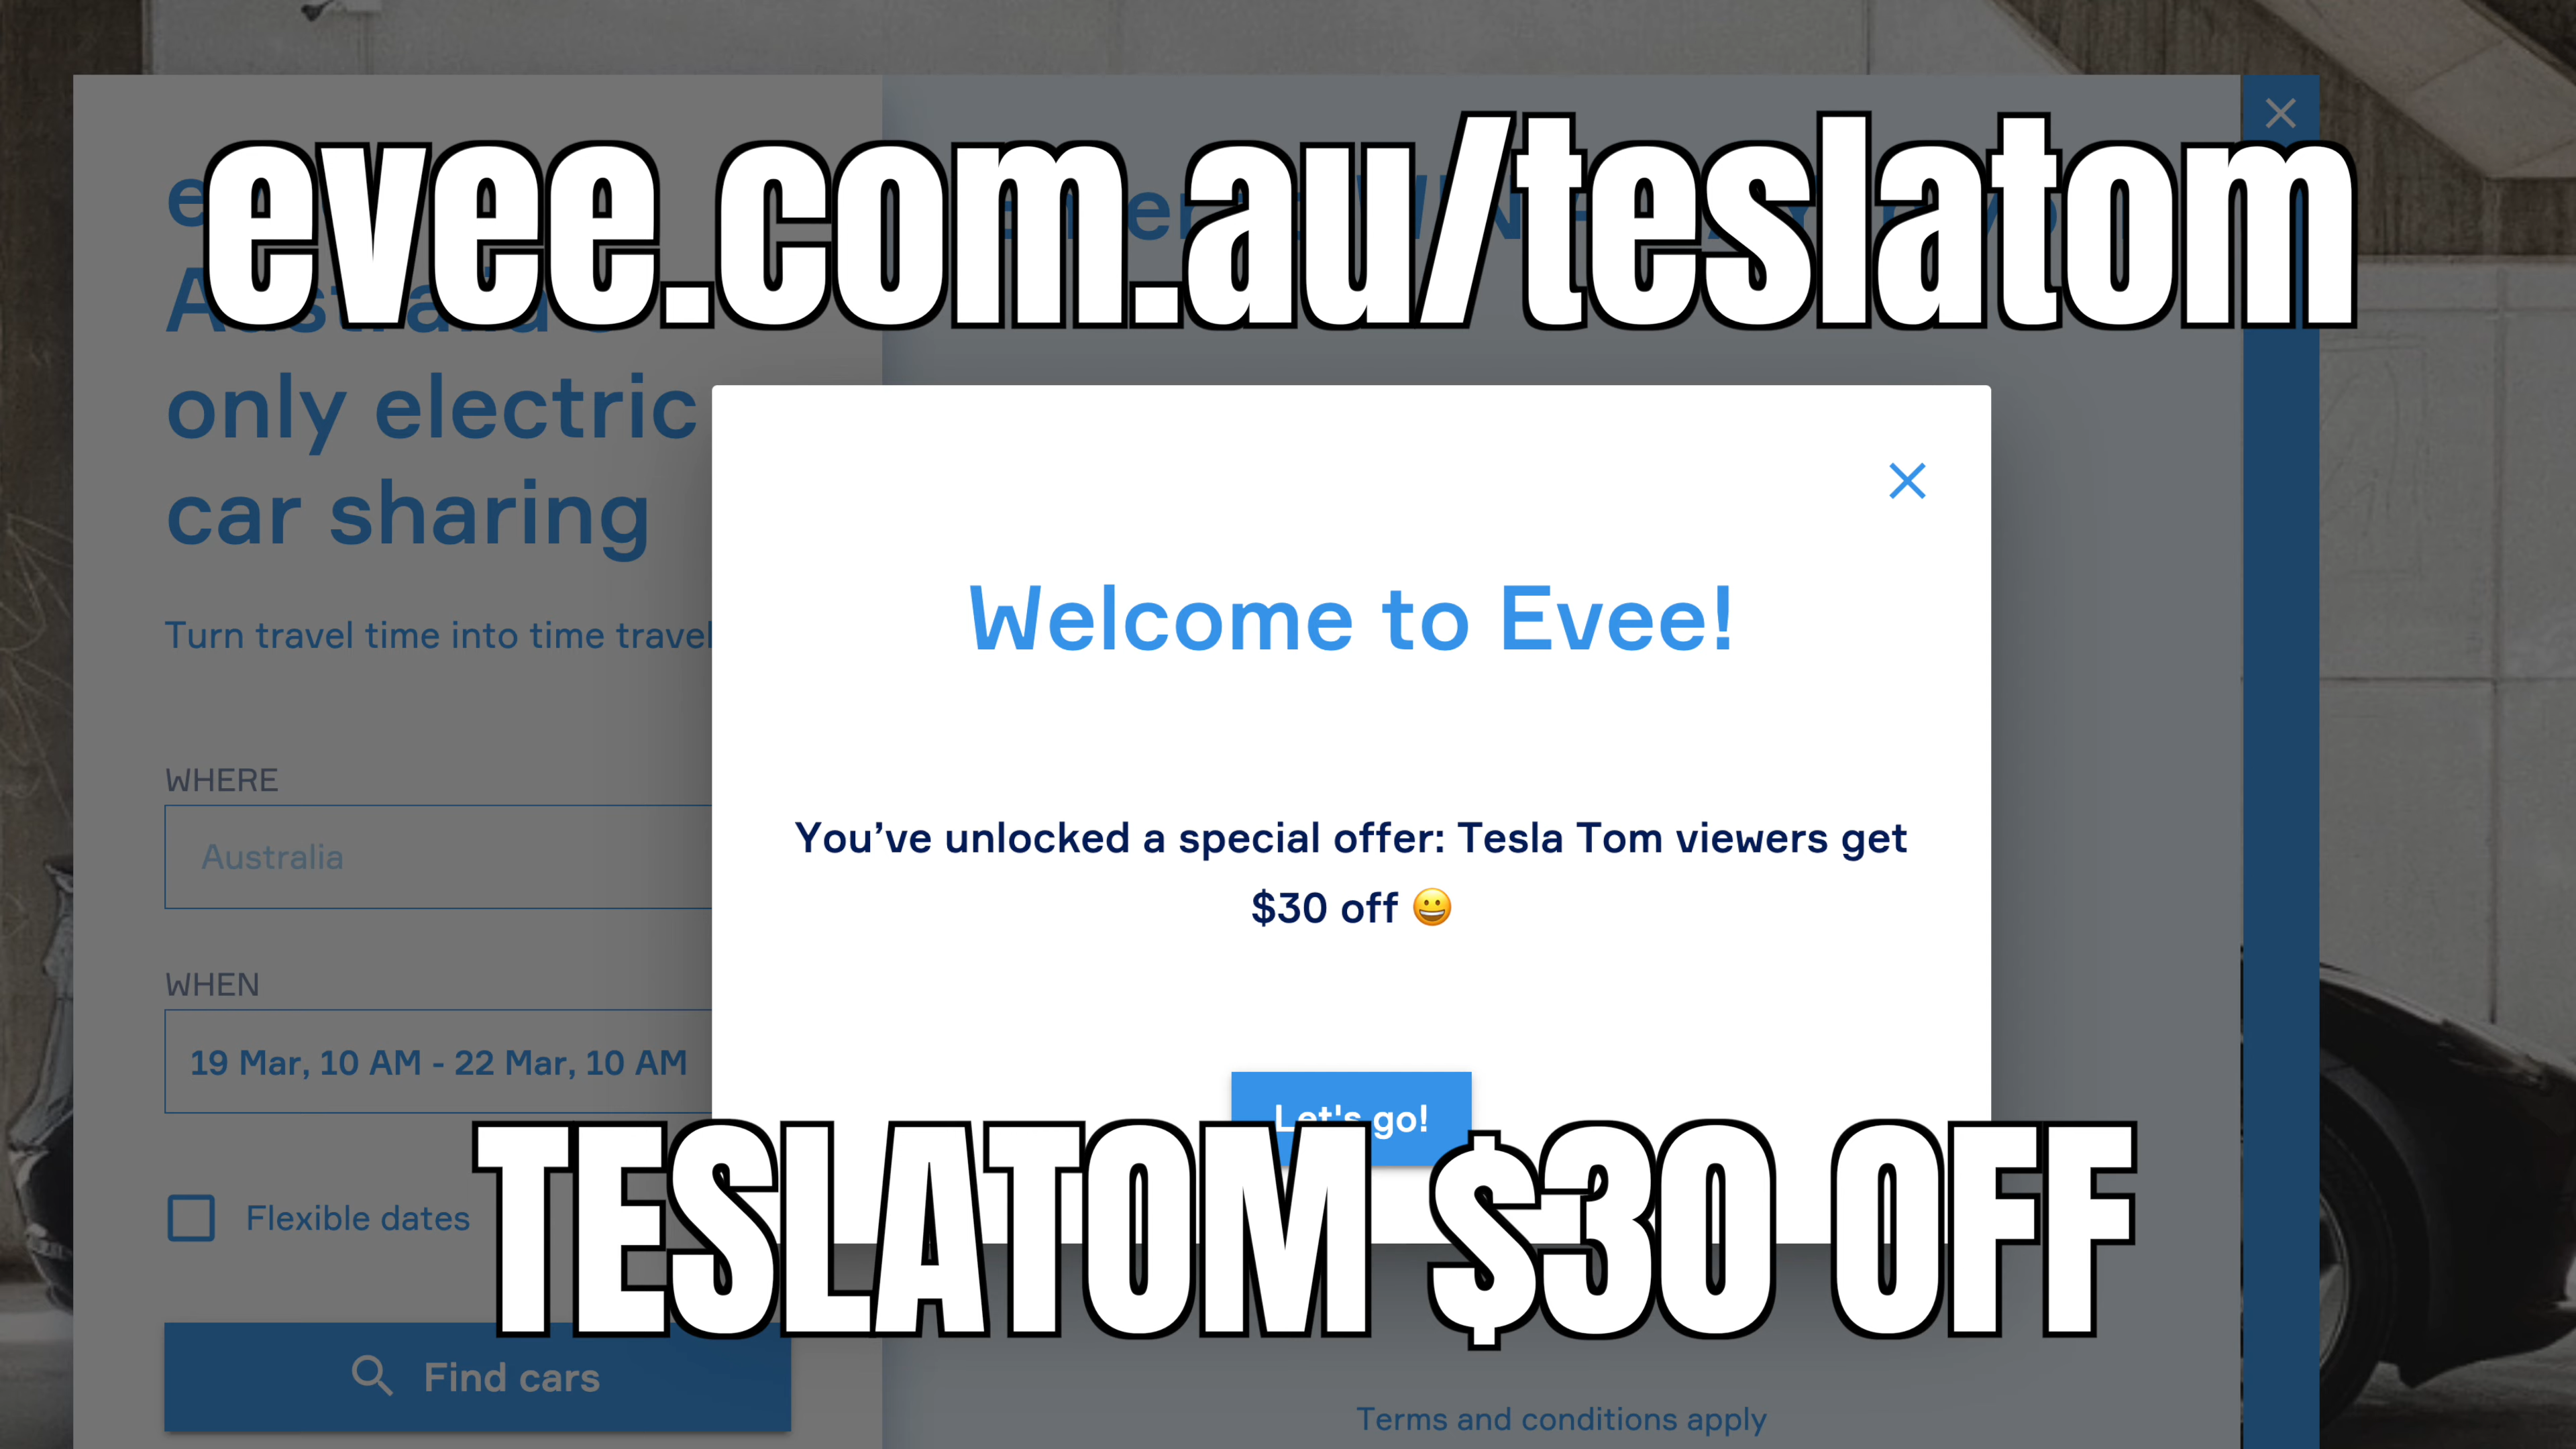 evee.com.au/teslatom
only electric
car sharing
Turn travel time into time travel
WHERE
Australia
WHEN
19 Mar, 10 AM - 22 Mar, 10 AM
Flexible dates
Find cars
Welcome to Evee!
You've unlocked a special offer: Tesla Tom viewers get
$30 off 😀
Let's go!
TESLATOM $30 OFF
Terms and conditions apply